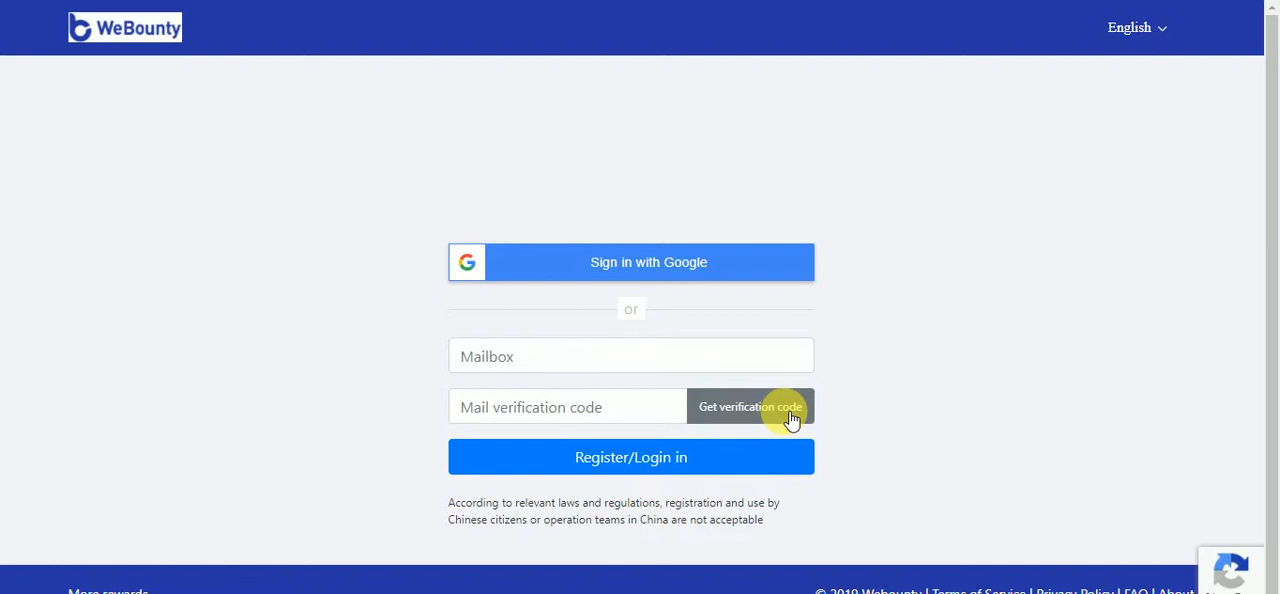 WeBounty
English
G Sign in with Google
or
Mailbox
Mail verification code
Get verification code
Register/Login in
According to relevant laws and regulations, registration and use by
Chinese citizens or operation teams in China are not acceptable
More rewards
© 2019 Webounty | Terms of Service | Privacy Policy | FAQ | About